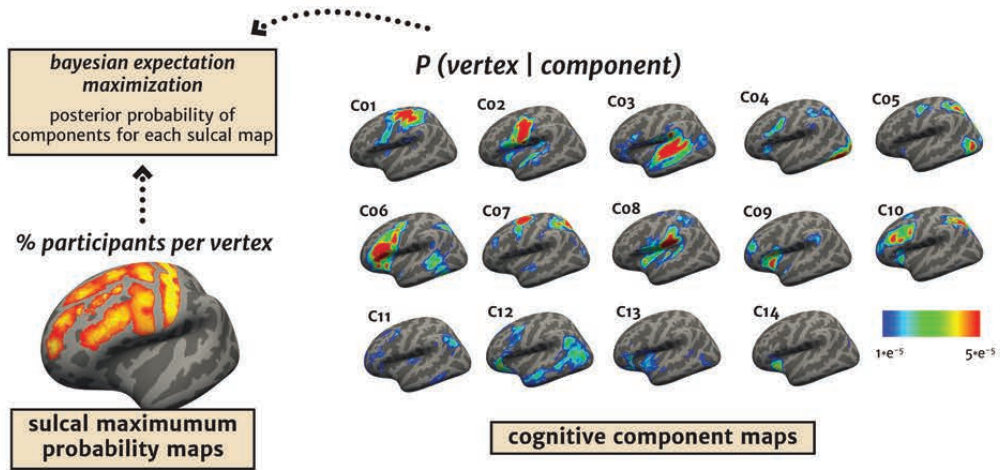 bayesian expectation
maximization
posterior probability of
components for each sulcal map
% participants per vertex
sulcal maximumum
probability maps
P (vertex | component)
C01 C02 C03 C04 C05
C06 C07 C08 C09 C10
C11 C12 C13 C14
1*e⁻⁵ 5*e⁻⁵
cognitive component maps